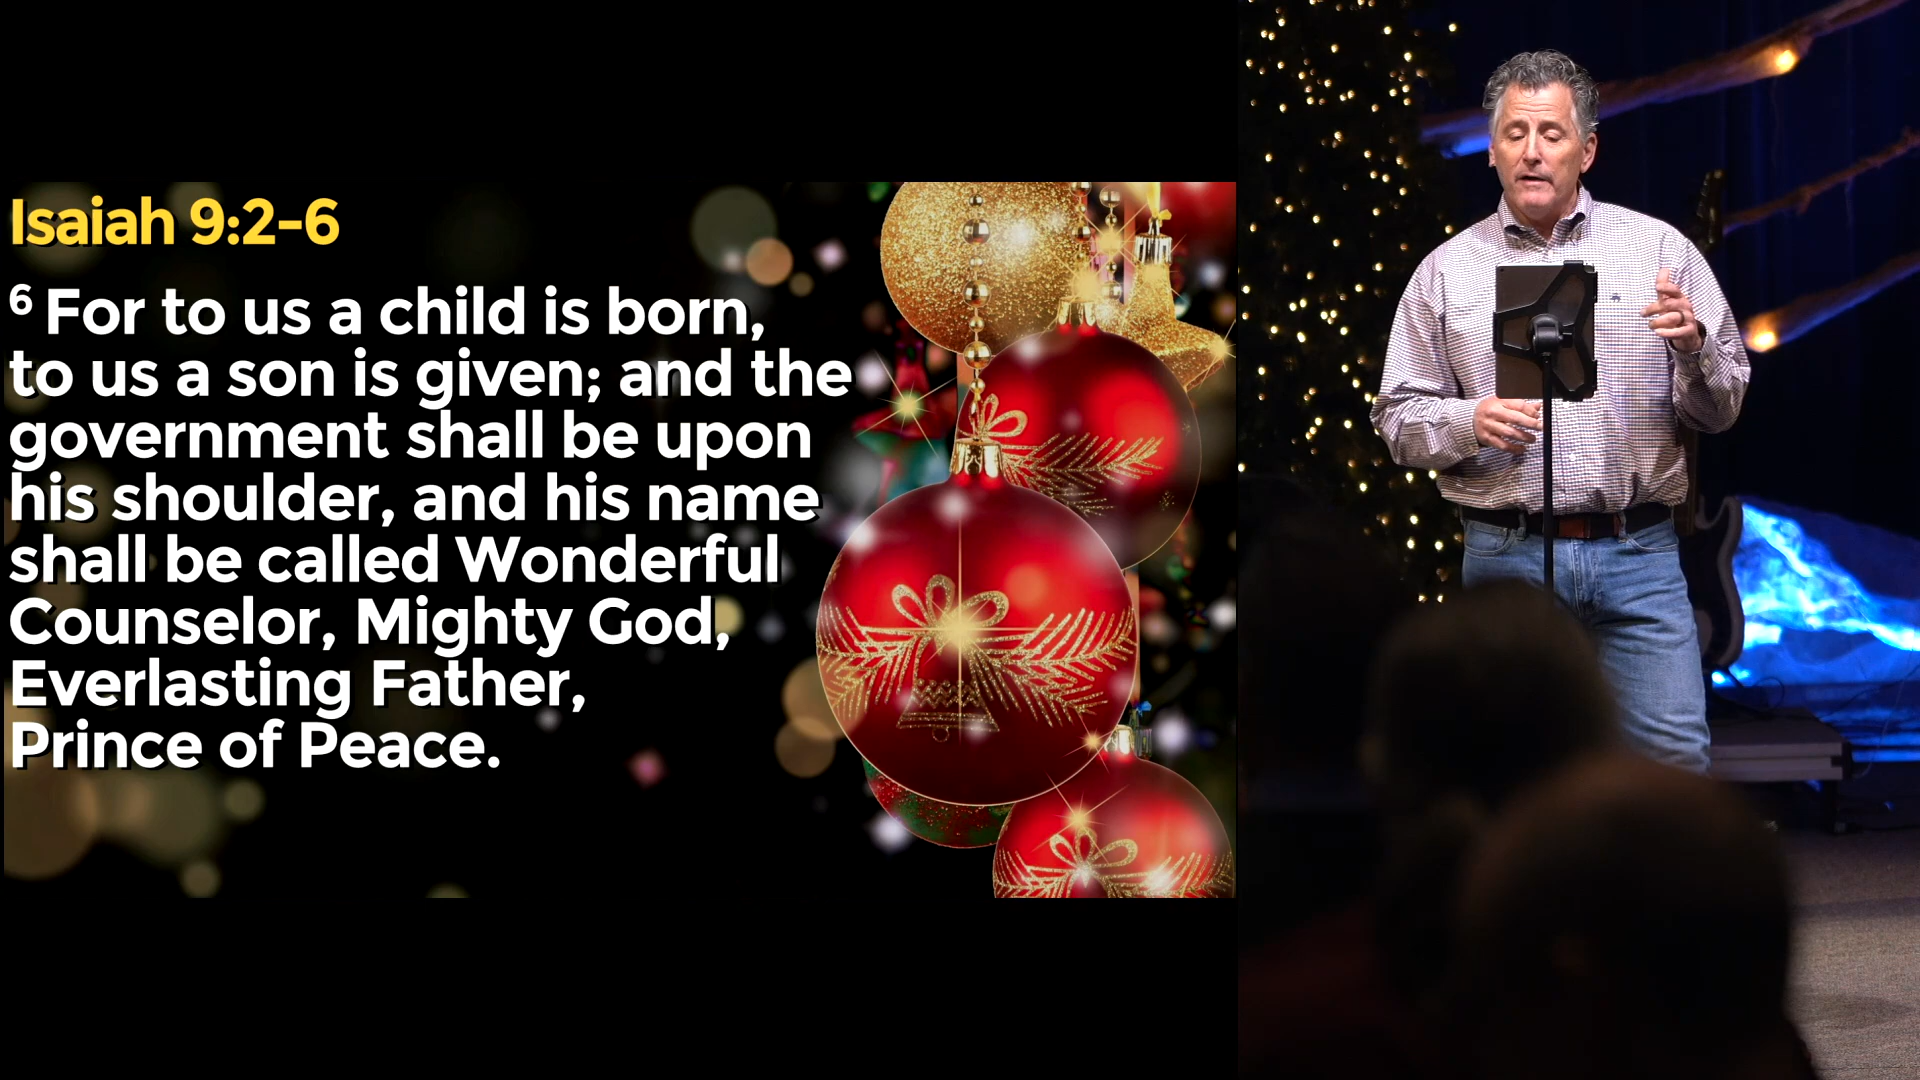 Isaiah 9:2-6
6 For to us a child is born,
to us a son is given; and the
government shall be upon
his shoulder, and his name
shall be called Wonderful
Counselor, Mighty God,
Everlasting Father,
Prince of Peace.